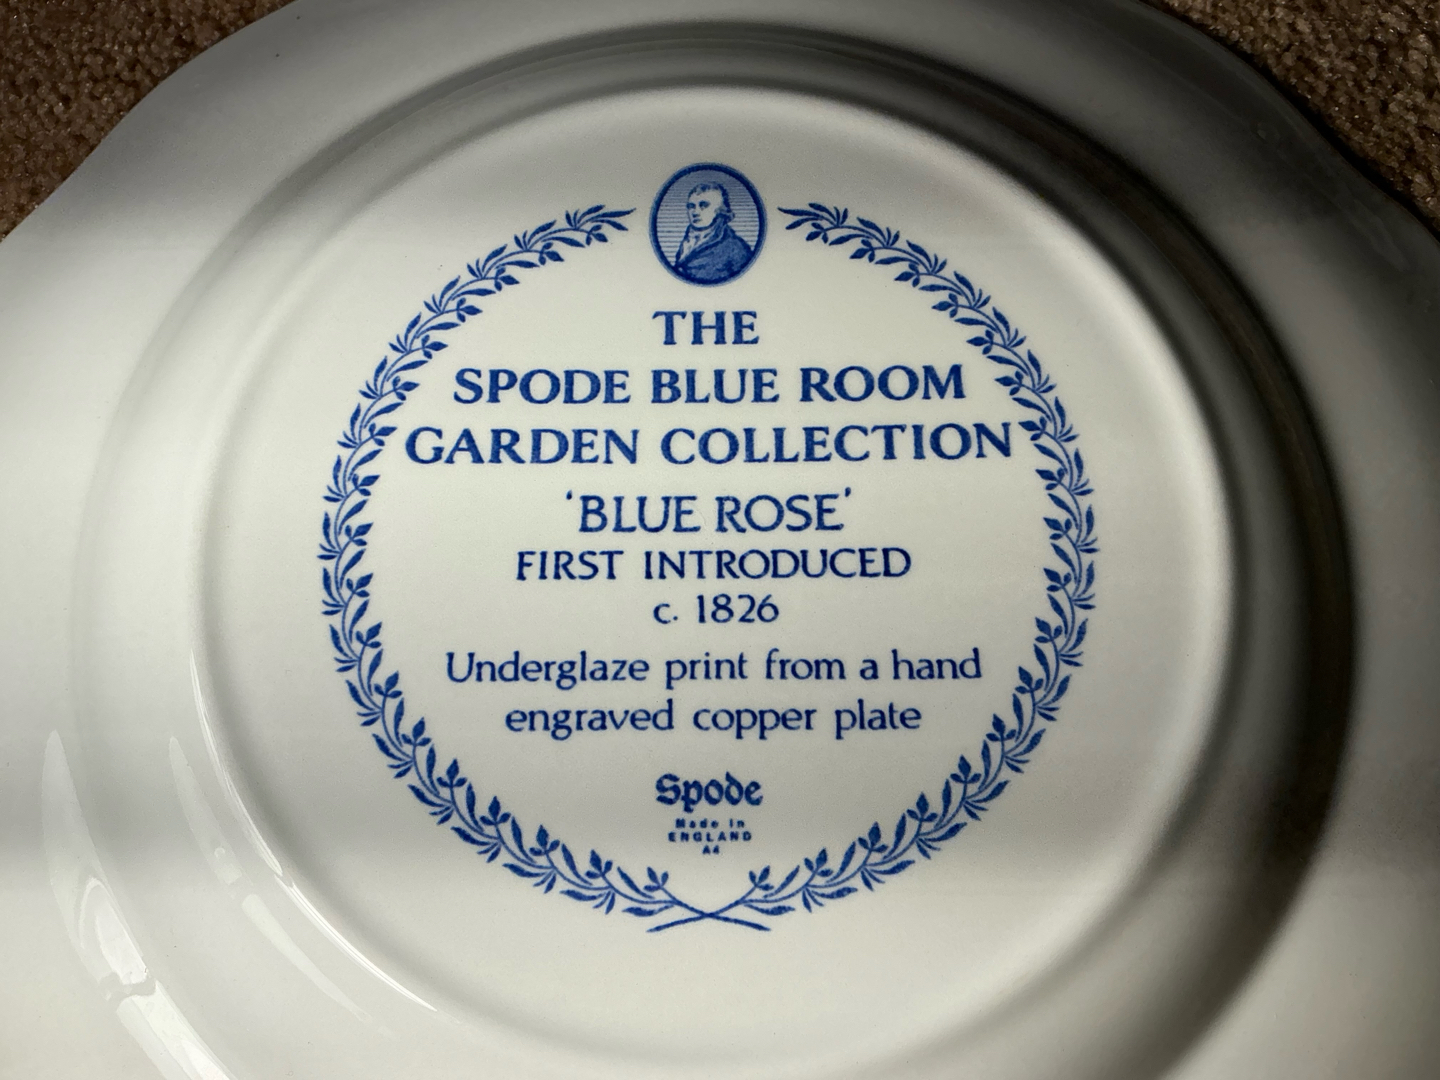 THE
SPODE BLUE ROOM
GARDEN COLLECTION
'BLUE ROSE'
FIRST INTRODUCED
c. 1826
Underglaze print from a hand
engraved copper plate
Spode
Made in
ENGLAND
A4